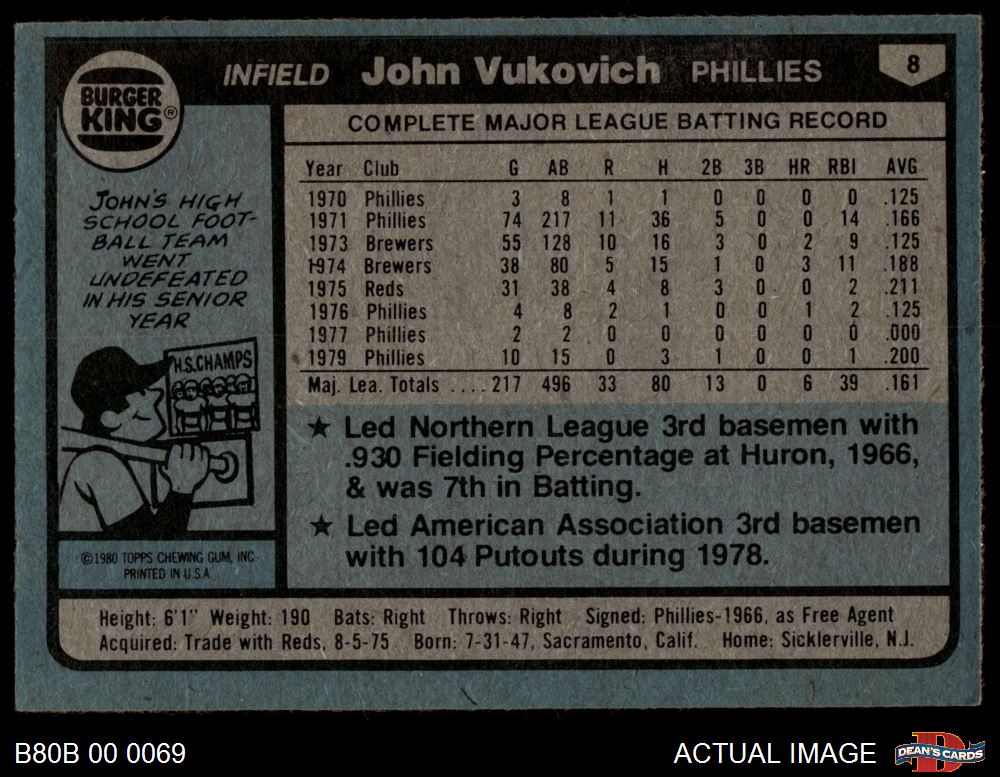 BURGER
KING®
INFIELD John Vukovich PHILLIES 8
COMPLETE MAJOR LEAGUE BATTING RECORD
Year Club G AB R H 2B 3B HR RBI AVG
1970 Phillies 3 8 1 1 0 0 0 0 .125
1971 Phillies 74 217 11 36 5 0 0 14 .166
1973 Brewers 55 128 10 16 3 0 2 9 .125
1974 Brewers 38 80 5 15 1 0 3 11 .188
1975 Reds 31 38 4 8 3 0 0 2 .211
1976 Phillies 4 8 2 1 0 0 1 2 .125
1977 Phillies 2 2 0 0 0 0 0 0 .000
1979 Phillies 10 15 0 3 1 0 0 1 .200
Maj. Lea. Totals ....217 496 33 80 13 0 6 39 .161
JOHN'S HIGH
SCHOOL FOOT-
BALL TEAM
WENT
UNDEFEATED
IN HIS SENIOR
YEAR
H.S. CHAMPS
★ Led Northern League 3rd basemen with
.930 Fielding Percentage at Huron, 1966,
& was 7th in Batting.
★ Led American Association 3rd basemen
with 104 Putouts during 1978.
©1980 TOPPS CHEWING GUM, INC.
PRINTED IN U.S.A.
Height: 6'1" Weight: 190 Bats: Right Throws: Right Signed: Phillies-1966, as Free Agent
Acquired: Trade with Reds, 8-5-75 Born: 7-31-47, Sacramento, Calif. Home: Sicklerville, N.J.
B80B 00 0069
ACTUAL IMAGE
D
DEAN'S CARDS